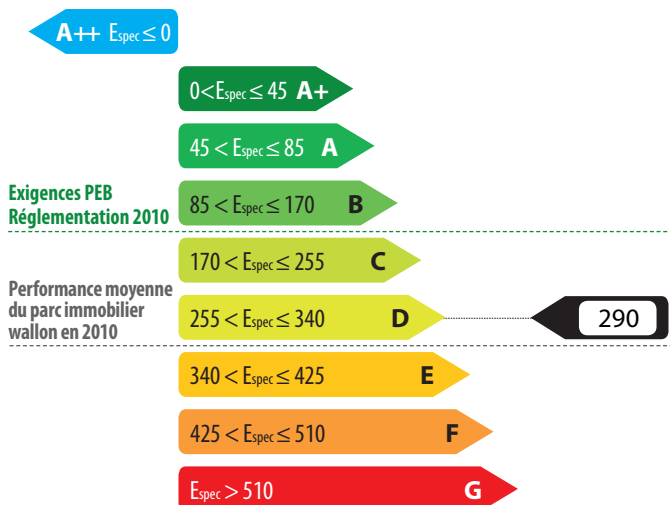 A++ Espec ≤ 0
0 < Espec ≤ 45 A+
45 < Espec ≤ 85 A
Exigences PEB
Réglementation 2010
85 < Espec ≤ 170 B
170 < Espec ≤ 255 C
Performance moyenne
du parc immobilier
wallon en 2010
255 < Espec ≤ 340 D
290
340 < Espec ≤ 425 E
425 < Espec ≤ 510 F
Espec > 510 G